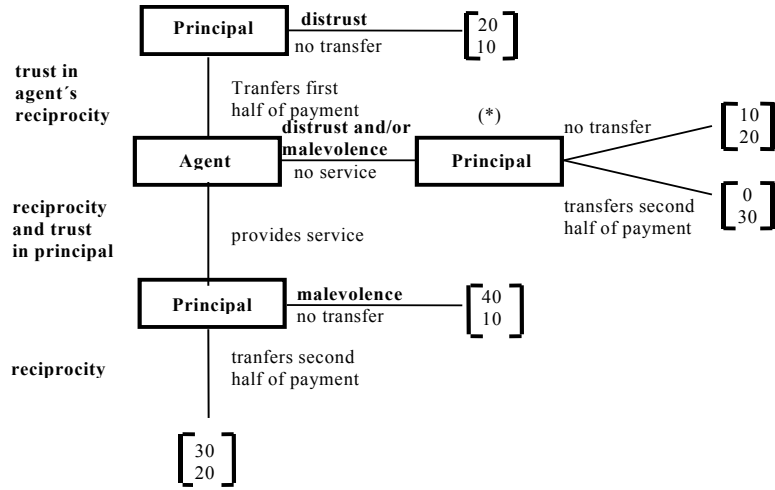 Principal
distrust
no transfer
20
10
trust in
agent´s
reciprocity
Tranfers first
half of payment
distrust and/or
malevolence
no service
Agent
(*)
Principal
no transfer
10
20
transfers second
half of payment
0
30
reciprocity
and trust
in principal
provides service
Principal
malevolence
no transfer
40
10
reciprocity
tranfers second
half of payment
30
20